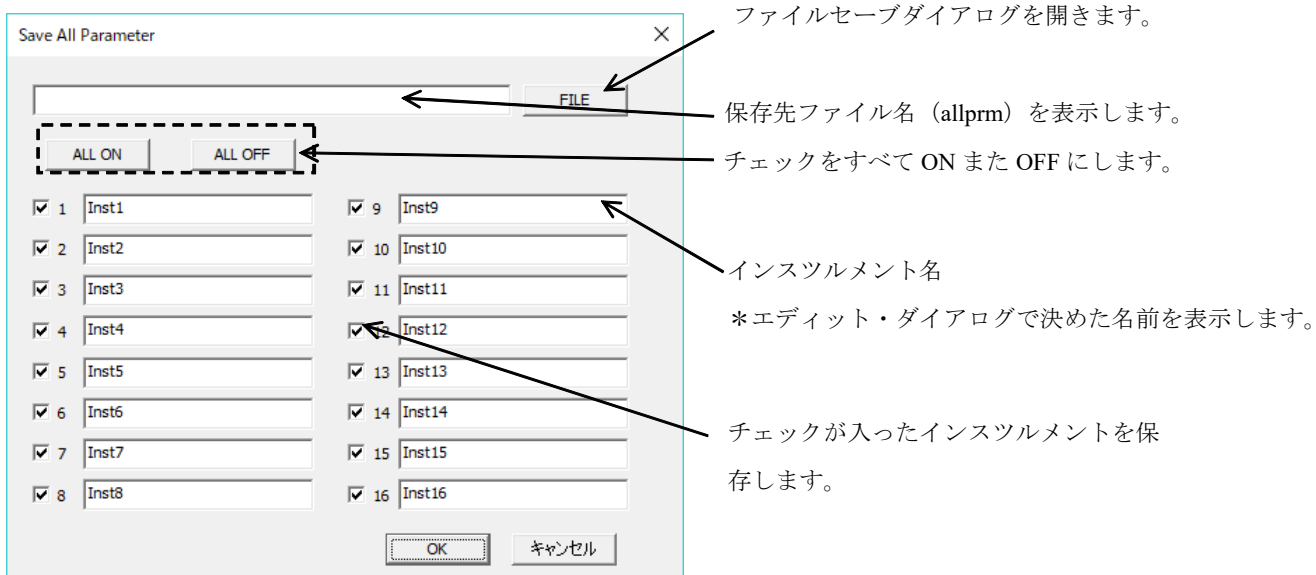 ファイルセーブダイアログを開きます。
Save All Parameter
FILE
保存先ファイル名（allprm）を表示します。
ALL ON ALL OFF
チェックをすべて ON また OFF にします。
1 Inst1 9 Inst9
2 Inst2 10 Inst10
インスツルメント名
3 Inst3 11 Inst11
＊エディット・ダイアログで決めた名前を表示します。
4 Inst4 12 Inst12
5 Inst5 13 Inst13
6 Inst6 14 Inst14
チェックが入ったインスツルメントを保
7 Inst7 15 Inst15
存します。
8 Inst8 16 Inst16
OK キャンセル